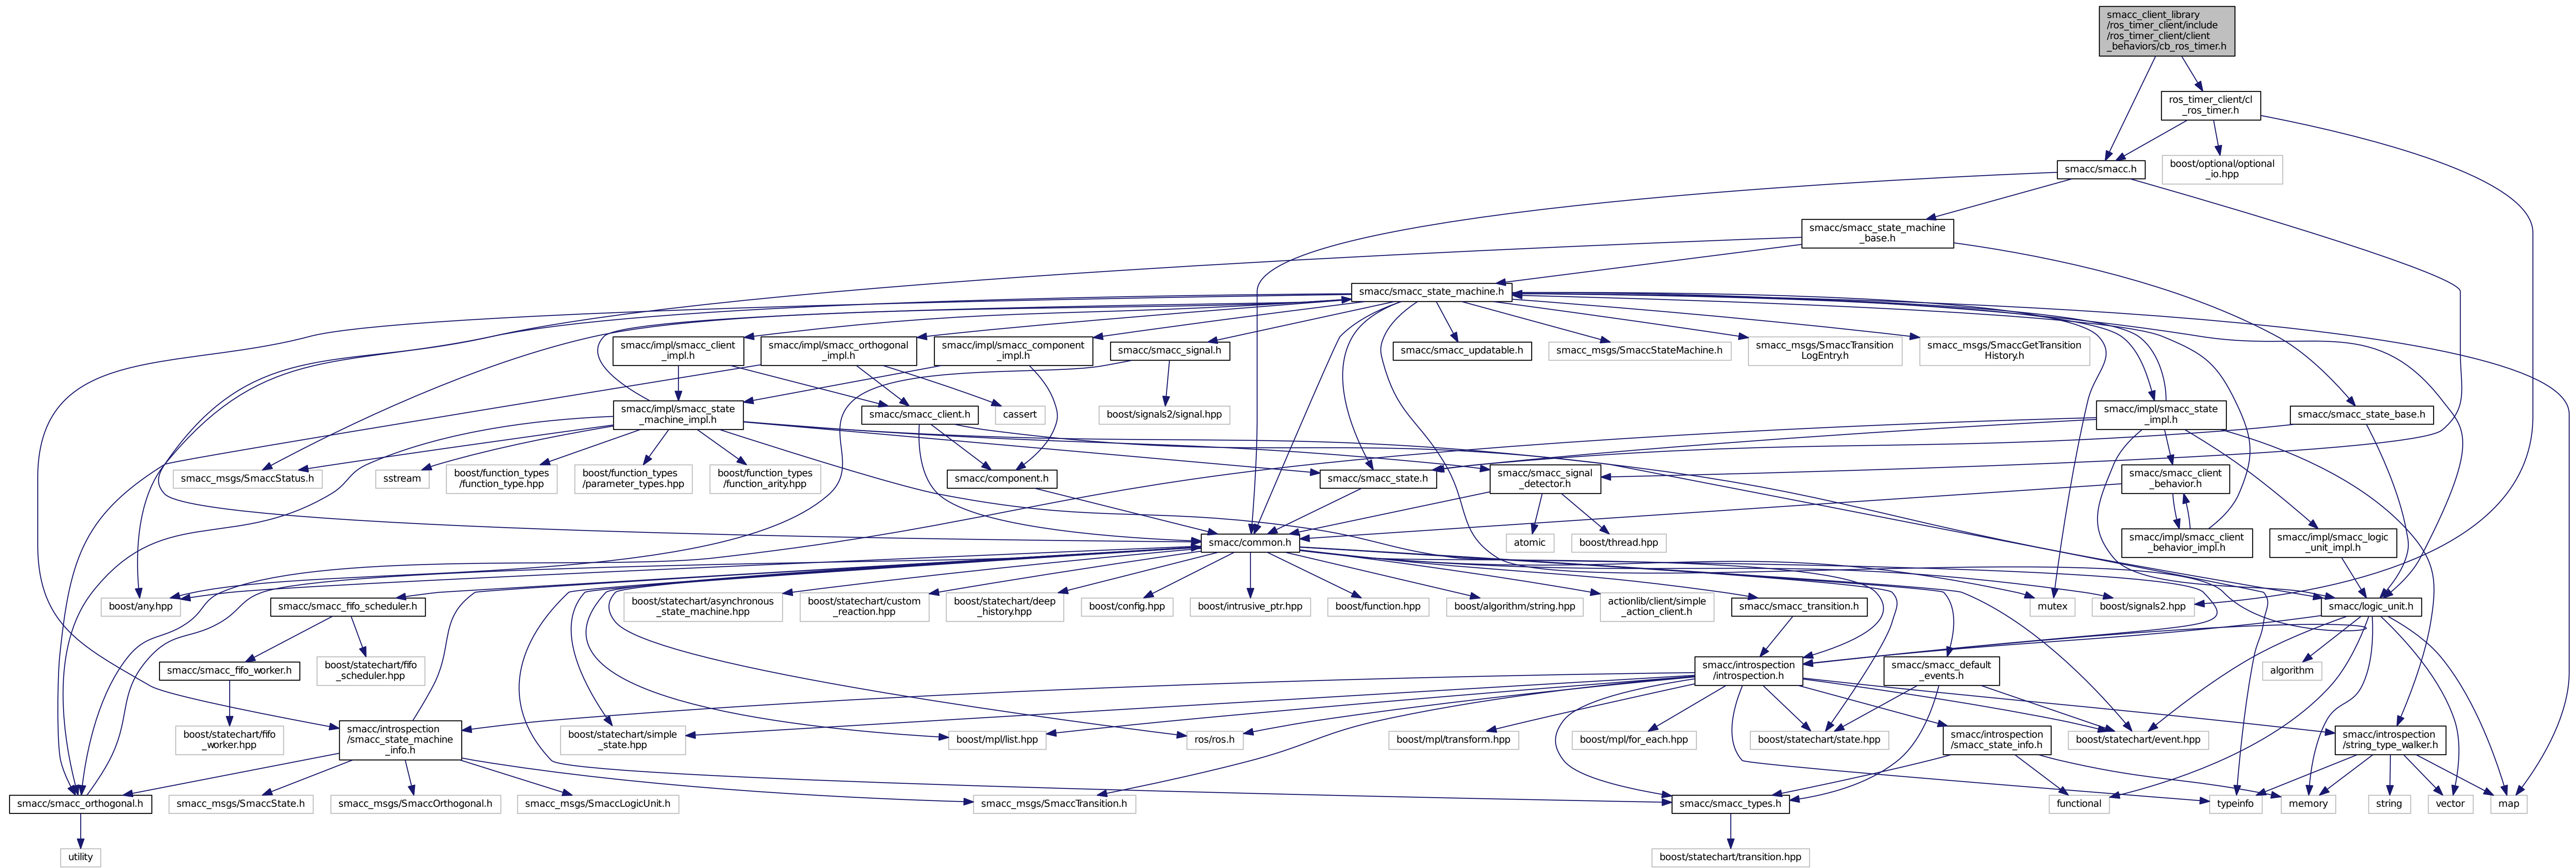 smacc_client_library
/ros_timer_client/include
/ros_timer_client/client
_behaviors/cb_ros_timer.h
ros_timer_client/cl
_ros_timer.h
smacc/smacc.h
boost/optional/optional
_io.hpp
smacc/smacc_state_machine
_base.h
smacc/smacc_state_machine.h
smacc/impl/smacc_client
_impl.h
smacc/impl/smacc_orthogonal
_impl.h
smacc/impl/smacc_component
_impl.h
smacc/smacc_signal.h
smacc/smacc_updatable.h
smacc_msgs/SmaccStateMachine.h
smacc_msgs/SmaccTransition
LogEntry.h
smacc_msgs/SmaccGetTransition
History.h
smacc/impl/smacc_state
_machine_impl.h
smacc/smacc_client.h
cassert
boost/signals2/signal.hpp
smacc/impl/smacc_state
_impl.h
smacc/smacc_state_base.h
smacc_msgs/SmaccStatus.h
sstream
boost/function_types
/function_type.hpp
boost/function_types
/parameter_types.hpp
boost/function_types
/function_arity.hpp
smacc/component.h
smacc/smacc_state.h
smacc/smacc_signal
_detector.h
smacc/smacc_client
_behavior.h
smacc/common.h
atomic
boost/thread.hpp
smacc/impl/smacc_client
_behavior_impl.h
smacc/impl/smacc_logic
_unit_impl.h
boost/any.hpp
smacc/smacc_fifo_scheduler.h
boost/statechart/asynchronous
_state_machine.hpp
boost/statechart/custom
_reaction.hpp
boost/statechart/deep
_history.hpp
boost/config.hpp
boost/intrusive_ptr.hpp
boost/function.hpp
boost/algorithm/string.hpp
actionlib/client/simple
_action_client.h
smacc/smacc_transition.h
mutex
boost/signals2.hpp
smacc/logic_unit.h
smacc/smacc_fifo_worker.h
boost/statechart/fifo
_scheduler.hpp
smacc/introspection
/introspection.h
smacc/smacc_default
_events.h
algorithm
smacc/introspection
/smacc_state_machine
_info.h
boost/statechart/fifo
_worker.hpp
boost/statechart/simple
_state.hpp
boost/mpl/list.hpp
ros/ros.h
boost/mpl/transform.hpp
boost/mpl/for_each.hpp
boost/statechart/state.hpp
smacc/introspection
/smacc_state_info.h
boost/statechart/event.hpp
smacc/introspection
/string_type_walker.h
smacc/smacc_orthogonal.h
smacc_msgs/SmaccState.h
smacc_msgs/SmaccOrthogonal.h
smacc_msgs/SmaccLogicUnit.h
smacc_msgs/SmaccTransition.h
smacc/smacc_types.h
functional
typeinfo
memory
string
vector
map
utility
boost/statechart/transition.hpp